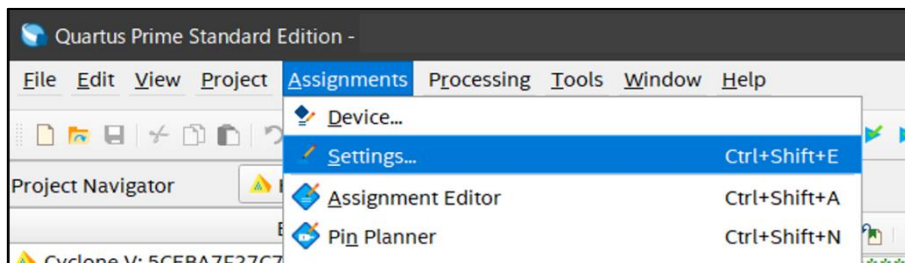 Quartus Prime Standard Edition -
File Edit View Project Assignments Processing Tools Window Help
Device...
Settings... Ctrl+Shift+E
Project Navigator
Assignment Editor Ctrl+Shift+A
Pin Planner Ctrl+Shift+N